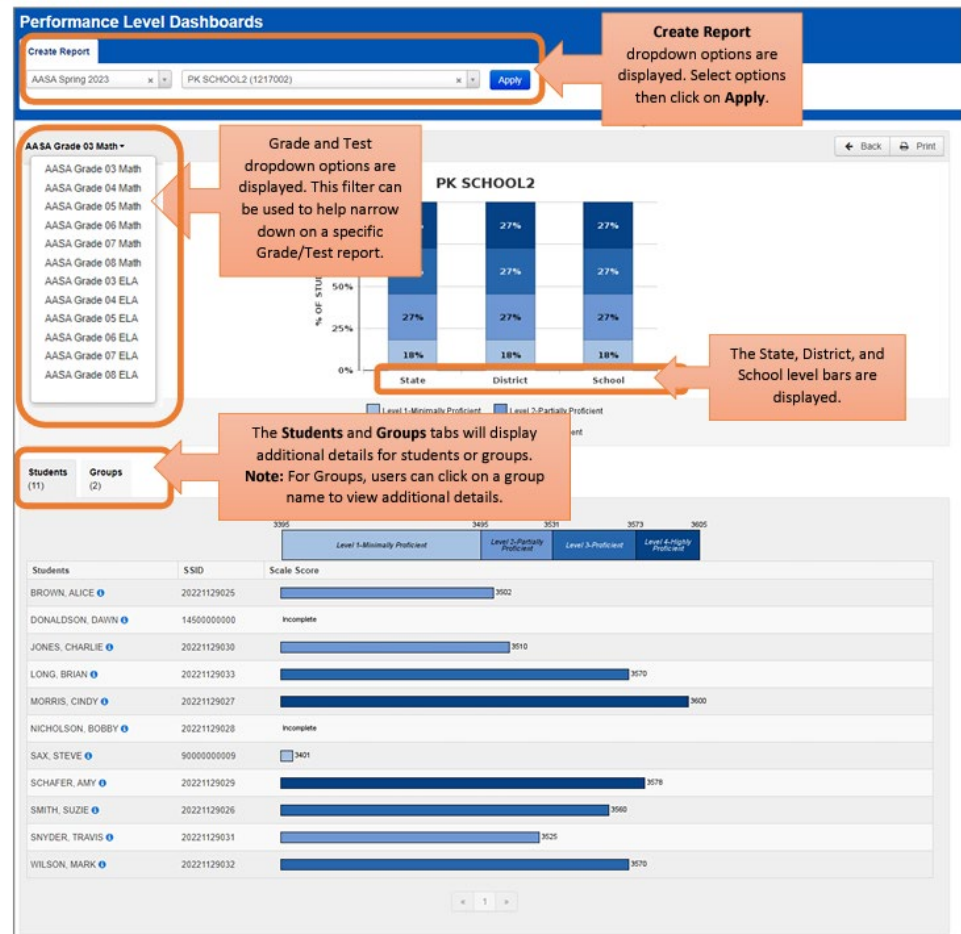 Performance Level Dashboards
Create Report
AASA Spring 2023 x
PK SCHOOL2 (1217002) x
Apply
Create Report
dropdown options are
displayed. Select options
then click on Apply.
AASA Grade 03 Math
Back
Print
AASA Grade 03 Math
AASA Grade 04 Math
AASA Grade 05 Math
AASA Grade 06 Math
AASA Grade 07 Math
AASA Grade 08 Math
AASA Grade 03 ELA
AASA Grade 04 ELA
AASA Grade 05 ELA
AASA Grade 06 ELA
AASA Grade 07 ELA
AASA Grade 08 ELA
Grade and Test
dropdown options are
displayed. This filter can
be used to help narrow
down on a specific
Grade/Test report.
PK SCHOOL2
27% 27%
27% 27%
50%
% OF
27% 27% 27%
25%
18% 18% 18%
0%
State District School
The State, District, and
School level bars are
displayed.
Level 1-Minimally Proficient Level 2-Partially Proficient
The Students and Groups tabs will display
additional details for students or groups.
Note: For Groups, users can click on a group
name to view additional details.
Students (11)
Groups (2)
3395 3495 3531 3573 3605
Level 1-Minimally Proficient
Level 2-Partially
Proficient
Level 3-Proficient
Level 4-Highly
Proficient
Students SSID Scale Score
BROWN, ALICE 20221129025 3502
DONALDSON, DAWN 14500000000 Incomplete
JONES, CHARLIE 20221129030 3510
LONG, BRIAN 20221129033 3570
MORRIS, CINDY 20221129027 3600
NICHOLSON, BOBBY 20221129028 Incomplete
SAX, STEVE 90000000009 3401
SCHAFER, AMY 20221129029 3578
SMITH, SUZIE 20221129026 3560
SNYDER, TRAVIS 20221129031 3525
WILSON, MARK 20221129032 3570
« 1 »